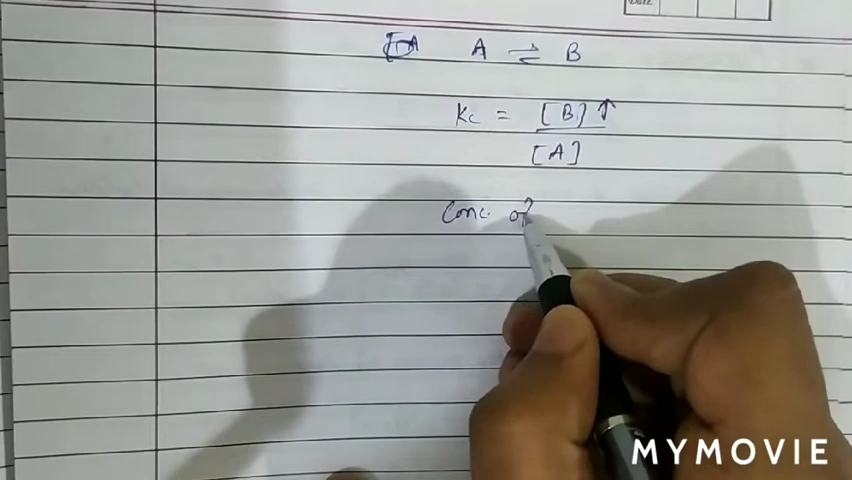 A ⇌ B
Kc = [B] ↑
[A]
Conc. of
MYMOVIE